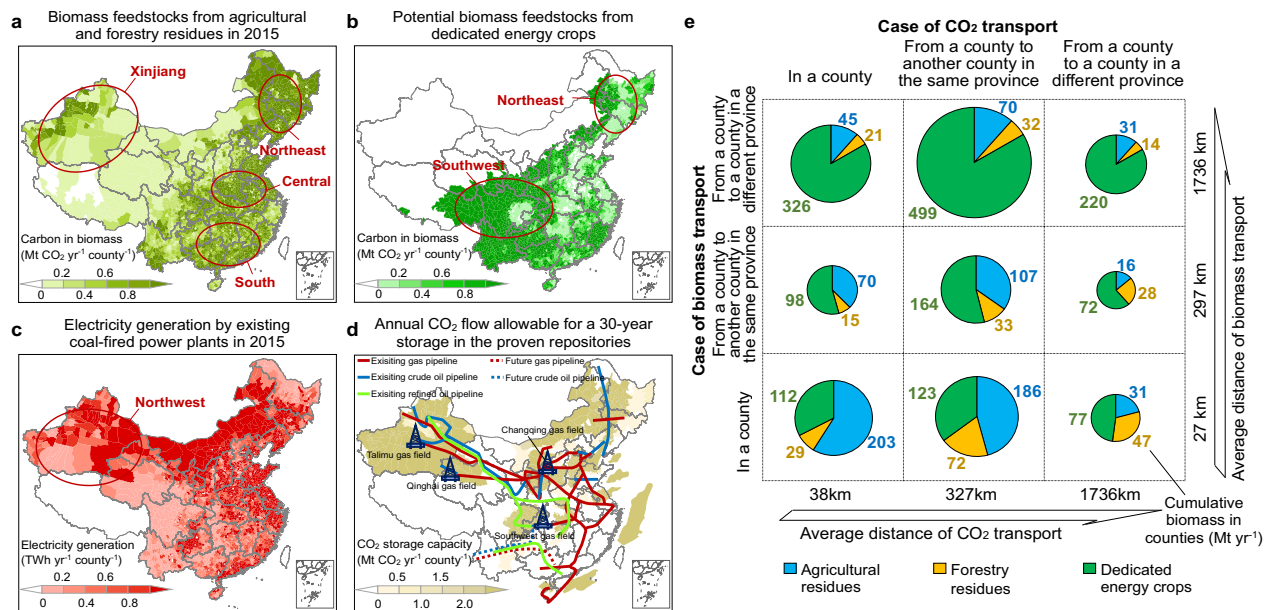 a
Biomass feedstocks from agricultural
and forestry residues in 2015
Xinjiang
Northeast
Central
South
Carbon in biomass
(Mt CO₂ yr⁻¹ county⁻¹)
0.2 0.6
0 0.4 0.8
b
Potential biomass feedstocks from
dedicated energy crops
Northeast
Southwest
Carbon in biomass
(Mt CO₂ yr⁻¹ county⁻¹)
0.2 0.6
0 0.4 0.8
c
Electricity generation by existing
coal-fired power plants in 2015
Northwest
Electricity generation
(TWh yr⁻¹ county⁻¹)
0.2 0.6
0 0.4 0.8
d
Annual CO₂ flow allowable for a 30-year
storage in the proven repositories
Exisiting gas pipeline
Future gas pipeline
Exisiting crude oil pipeline
Future crude oil pipeline
Exisiting refined oil pipeline
Changqing gas field
Talimu gas field
Qinghai gas field
Southwest gas field
CO₂ storage capacity
(Mt CO₂ yr⁻¹ county⁻¹)
0.5 1.5
0 1.0 2.0
e
Case of CO₂ transport
In a county
From a county to
another county in
the same province
From a county
to a county in a
different province
Case of biomass transport
From a county
to a county in a
different province
45
21
326
70
32
499
31
14
220
1736 km
From a county to
another county in
the same province
70
15
98
107
33
164
16
28
72
297 km
In a county
112
29
203
123
72
186
31
77
47
27 km
Average distance of biomass transport
38km
327km
1736km
Average distance of CO₂ transport
Cumulative
biomass in
counties (Mt yr⁻¹)
Agricultural
residues
Forestry
residues
Dedicated
energy crops